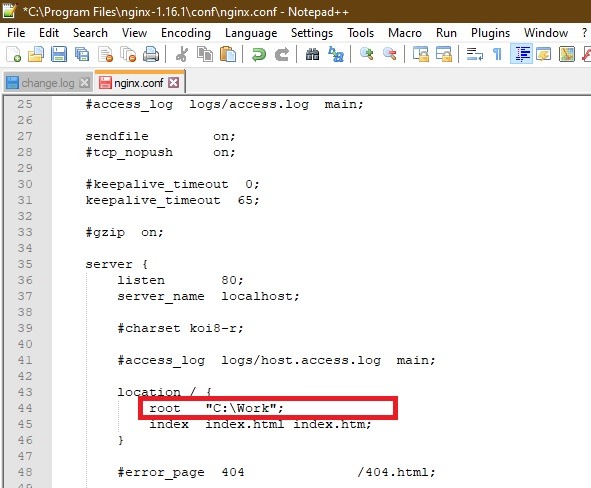 *C:\Program Files\nginx-1.16.1\conf\nginx.conf - Notepad++
File Edit Search View Encoding Language Settings Tools Macro Run Plugins Window ?
change.log nginx.conf
25 #access_log logs/access.log main;
26
27 sendfile on;
28 #tcp_nopush on;
29
30 #keepalive_timeout 0;
31 keepalive_timeout 65;
32
33 #gzip on;
34
35 server {
36 listen 80;
37 server_name localhost;
38
39 #charset koi8-r;
40
41 #access_log logs/host.access.log main;
42
43 location / {
44 root "C:\Work";
45 index index.html index.htm;
46 }
47
48 #error_page 404 /404.html;